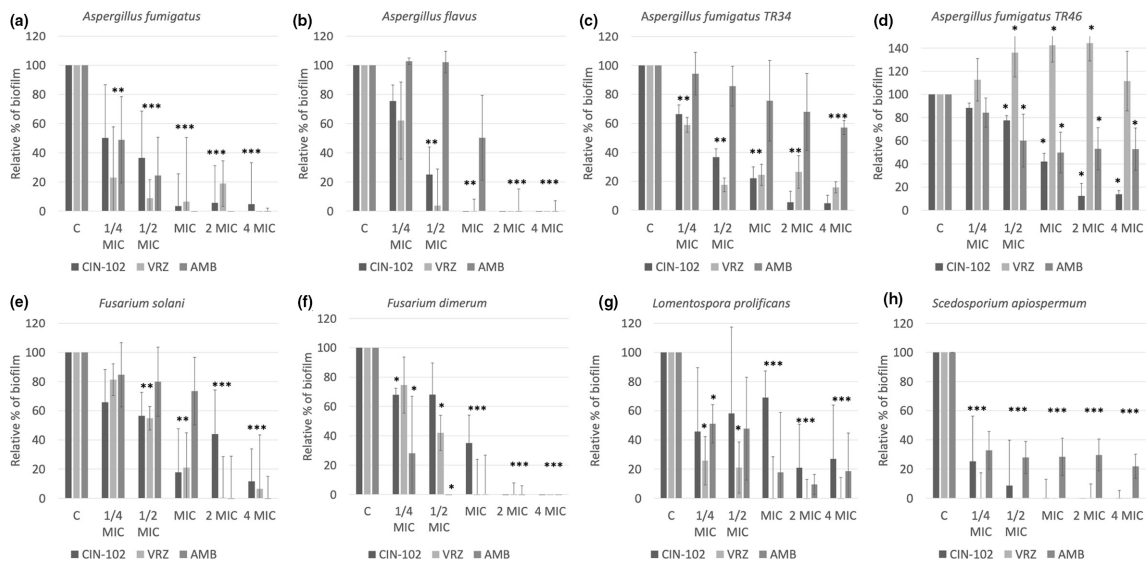 (a) Aspergillus fumigatus
Relative % of biofilm
120
100
80
60
40
20
0
** *** *** *** ***
C 1/4 MIC 1/2 MIC MIC 2 MIC 4 MIC
CIN-102 VRZ AMB
(b) Aspergillus flavus
Relative % of biofilm
120
100
80
60
40
20
0
** ** *** ***
C 1/4 MIC 1/2 MIC MIC 2 MIC 4 MIC
CIN-102 VRZ AMB
(c) Aspergillus fumigatus TR34
Relative % of biofilm
120
100
80
60
40
20
0
** ** ** ** ***
C 1/4 MIC 1/2 MIC MIC 2 MIC 4 MIC
CIN-102 VRZ AMB
(d) Aspergillus fumigatus TR46
Relative % of biofilm
140
120
100
80
60
40
20
0
* * * * * * * * * * * *
C 1/4 MIC 1/2 MIC MIC 2 MIC 4 MIC
CIN-102 VRZ AMB
(e) Fusarium solani
Relative % of biofilm
120
100
80
60
40
20
0
** ** *** ***
C 1/4 MIC 1/2 MIC MIC 2 MIC 4 MIC
CIN-102 VRZ AMB
(f) Fusarium dimerum
Relative % of biofilm
120
100
80
60
40
20
0
* * * * *** *** ***
C 1/4 MIC 1/2 MIC MIC 2 MIC 4 MIC
CIN-102 VRZ AMB
(g) Lomentospora prolificans
Relative % of biofilm
120
100
80
60
40
20
0
* * * *** *** ***
C 1/4 MIC 1/2 MIC MIC 2 MIC 4 MIC
CIN-102 VRZ AMB
(h) Scedosporium apiospermum
Relative % of biofilm
120
100
80
60
40
20
0
*** *** *** *** ***
C 1/4 MIC 1/2 MIC MIC 2 MIC 4 MIC
CIN-102 VRZ AMB